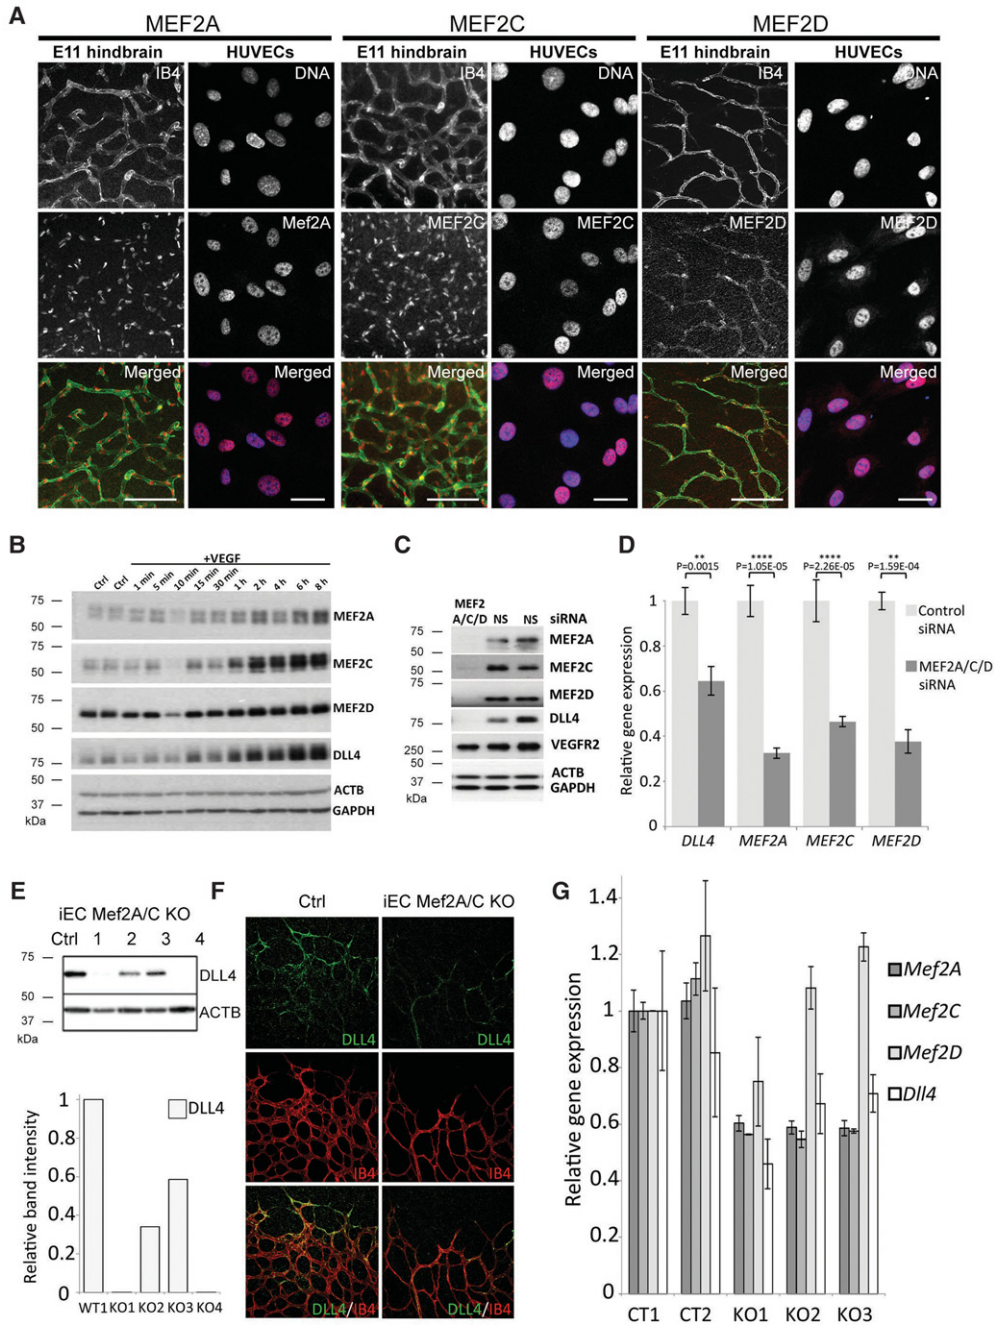 A
MEF2A MEF2C MEF2D
E11 hindbrain HUVECs E11 hindbrain HUVECs E11 hindbrain HUVECs
IB4 DNA IB4 DNA IB4 DNA
MEF2A Mef2A MEF2C MEF2C MEF2D MEF2D
Merged Merged Merged Merged Merged Merged
B
+VEGF
Ctrl Ctrl 1 min 5 min 10 min 15 min 30 min 1 h 2 h 4 h 6 h 8 h
75
50
MEF2A
75
50
MEF2C
75
50
MEF2D
75
DLL4
50
ACTB
37
GAPDH
kDa
C
MEF2
A/C/D NS NS siRNA
75
50
MEF2A
75
50
MEF2C
75
MEF2D
75
DLL4
250
VEGFR2
50
ACTB
37
GAPDH
kDa
D
** **** **** **
P=0.0015 P=1.05E-05 P=2.26E-05 P=1.59E-04
Relative gene expression
1
0.8
0.6
0.4
0.2
0
DLL4 MEF2A MEF2C MEF2D
Control
siRNA
MEF2A/C/D
siRNA
E
iEC Mef2A/C KO
Ctrl 1 2 3 4
75
DLL4
50
ACTB
37
kDa
Relative band intensity
1
0.8
0.6
0.4
0.2
0
DLL4
WT1 KO1 KO2 KO3 KO4
F
Ctrl iEC Mef2A/C KO
DLL4 DLL4
IB4 IB4
DLL4/IB4 DLL4/IB4
G
Relative gene expression
1.4
1.2
1
0.8
0.6
0.4
0.2
0
CT1 CT2 KO1 KO2 KO3
Mef2A
Mef2C
Mef2D
Dll4